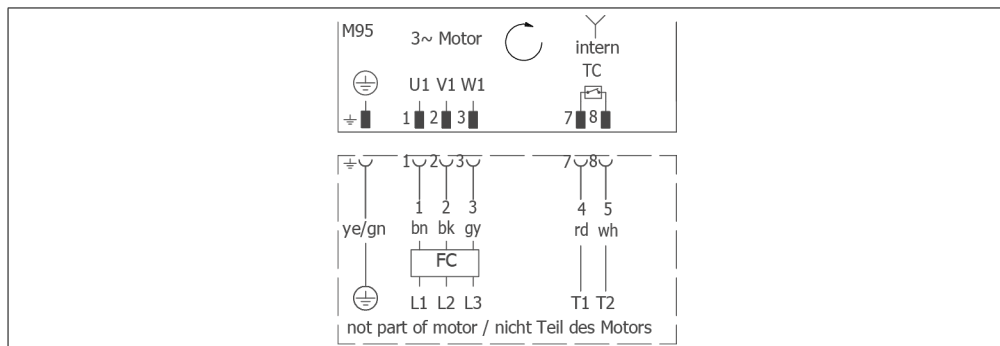 M95
3~ Motor
intern
TC
U1 V1 W1
1 2 3 7 8
1 2 3 7 8
1 2 3 4 5
ye/gn bn bk gy rd wh
FC
L1 L2 L3 T1 T2
not part of motor / nicht Teil des Motors